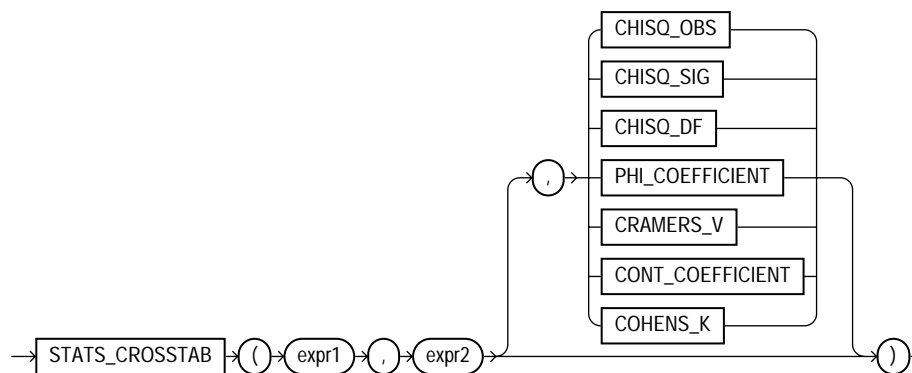 CHISQ_OBS
CHISQ_SIG
CHISQ_DF
, PHI_COEFFICIENT
CRAMERS_V
CONT_COEFFICIENT
COHENS_K
STATS_CROSSTAB ( expr1 , expr2 )